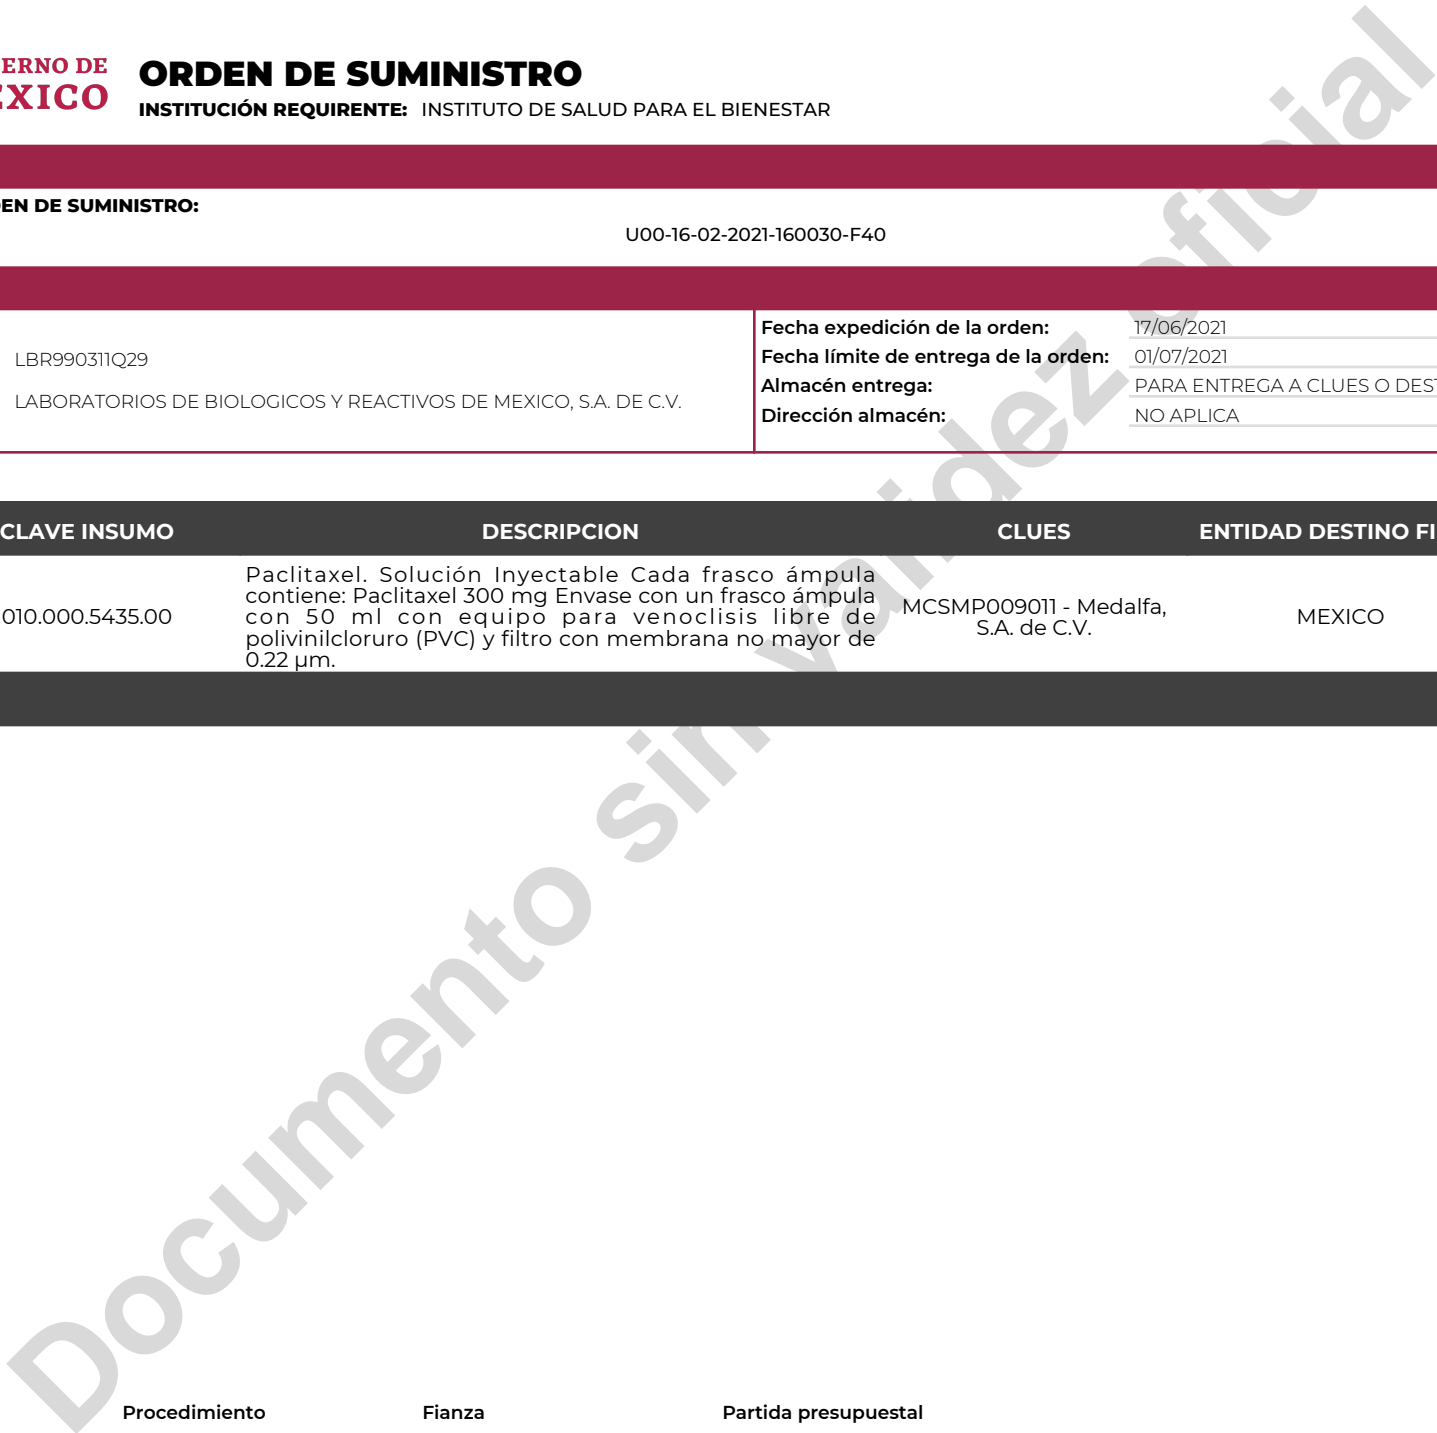 ERNO DE
ÉXICO
ORDEN DE SUMINISTRO
INSTITUCIÓN REQUIRENTE: INSTITUTO DE SALUD PARA EL BIENESTAR
EN DE SUMINISTRO:
U00-16-02-2021-160030-F40
LBR990311Q29
LABORATORIOS DE BIOLOGICOS Y REACTIVOS DE MEXICO, S.A. DE C.V.
Fecha expedición de la orden: 17/06/2021
Fecha límite de entrega de la orden: 01/07/2021
Almacén entrega: PARA ENTREGA A CLUES O DEST
Dirección almacén: NO APLICA
CLAVE INSUMO DESCRIPCION CLUES ENTIDAD DESTINO FI
010.000.5435.00
Paclitaxel. Solución Inyectable Cada frasco ámpula
contiene: Paclitaxel 300 mg Envase con un frasco ámpula
con 50 ml con equipo para venoclisis libre de
polivinilcloruro (PVC) y filtro con membrana no mayor de
0.22 µm.
MCSMP009011 - Medalfa,
S.A. de C.V.
MEXICO
Documento sin validez oficial
Procedimiento Fianza Partida presupuestal